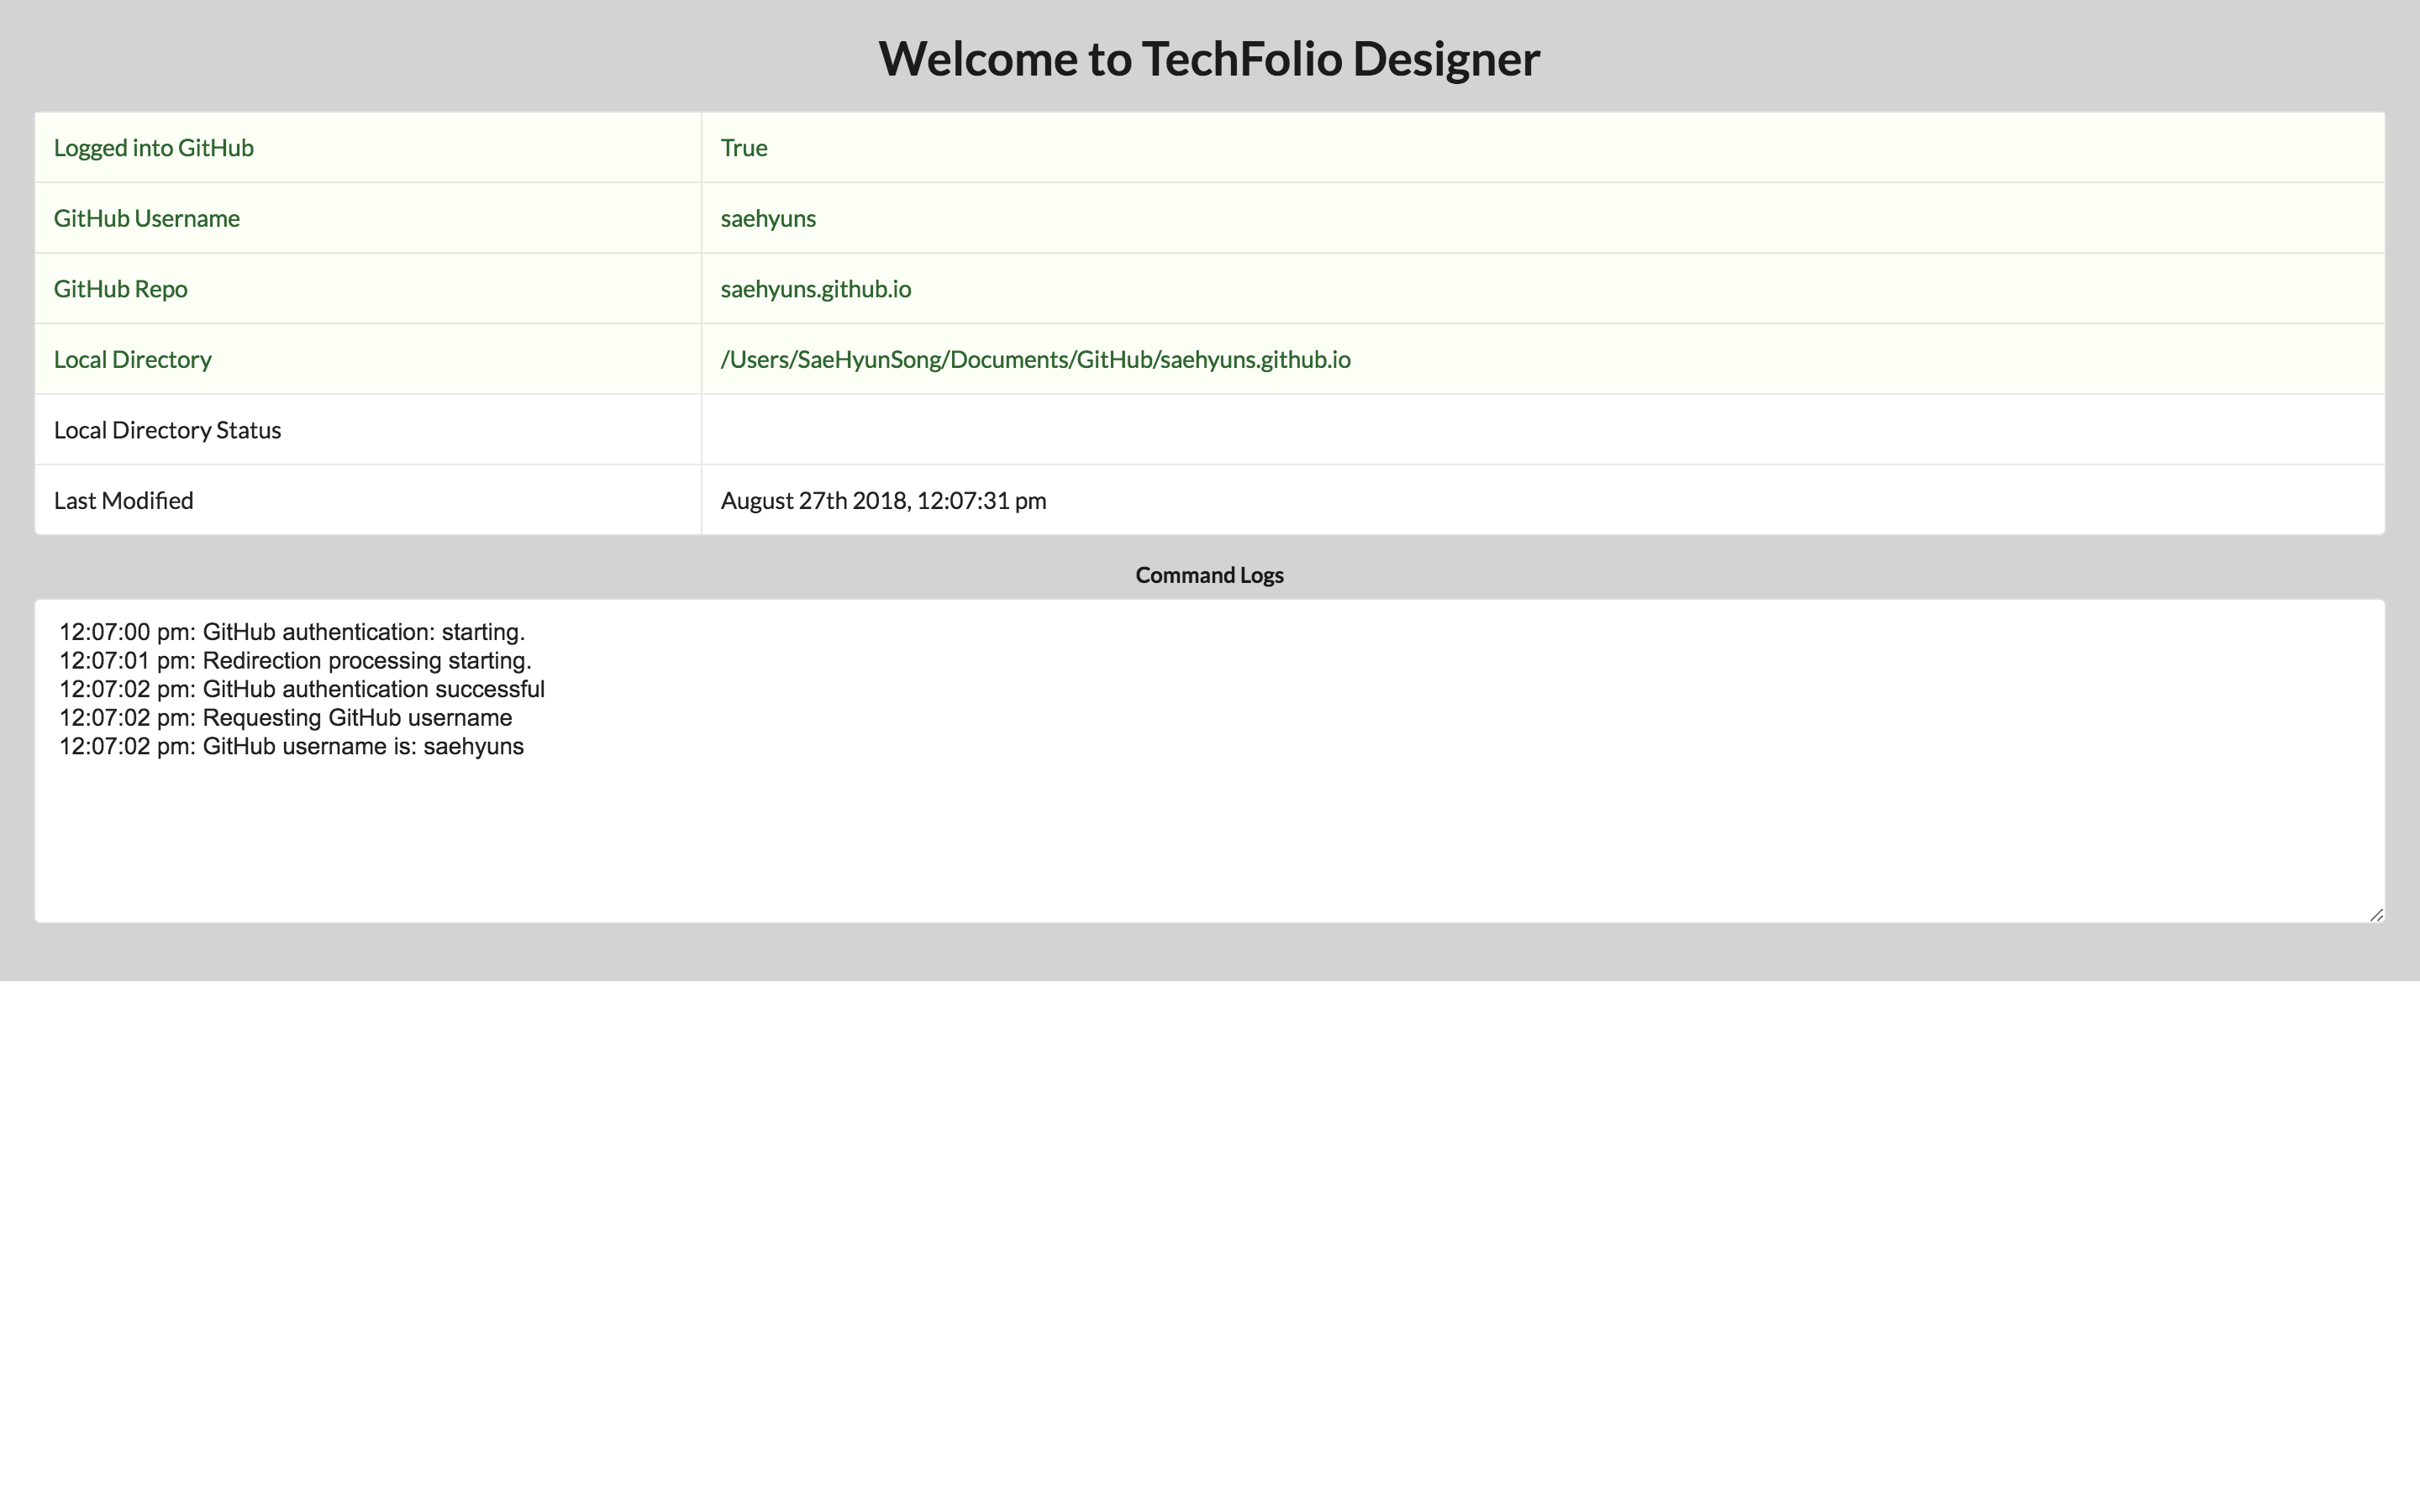 Welcome to TechFolio Designer
Logged into GitHub True
GitHub Username saehyuns
GitHub Repo saehyuns.github.io
Local Directory /Users/SaeHyunSong/Documents/GitHub/saehyuns.github.io
Local Directory Status
Last Modified August 27th 2018, 12:07:31 pm
Command Logs
12:07:00 pm: GitHub authentication: starting.
12:07:01 pm: Redirection processing starting.
12:07:02 pm: GitHub authentication successful
12:07:02 pm: Requesting GitHub username
12:07:02 pm: GitHub username is: saehyuns